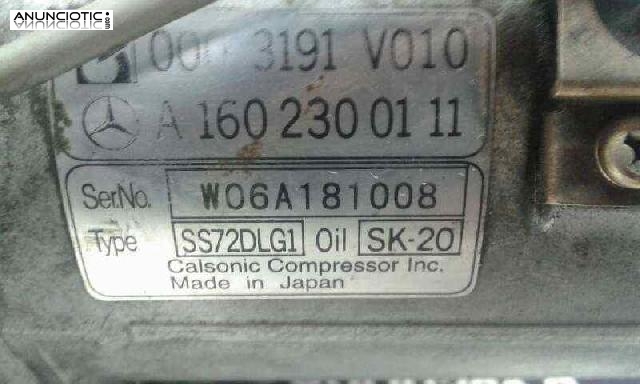 ANUNCIOTIC
3191 V010
A 160 230 01 11
Ser.No. W06A181008
Type SS72DLG1 Oil SK-20
Calsonic Compressor Inc.
Made in Japan